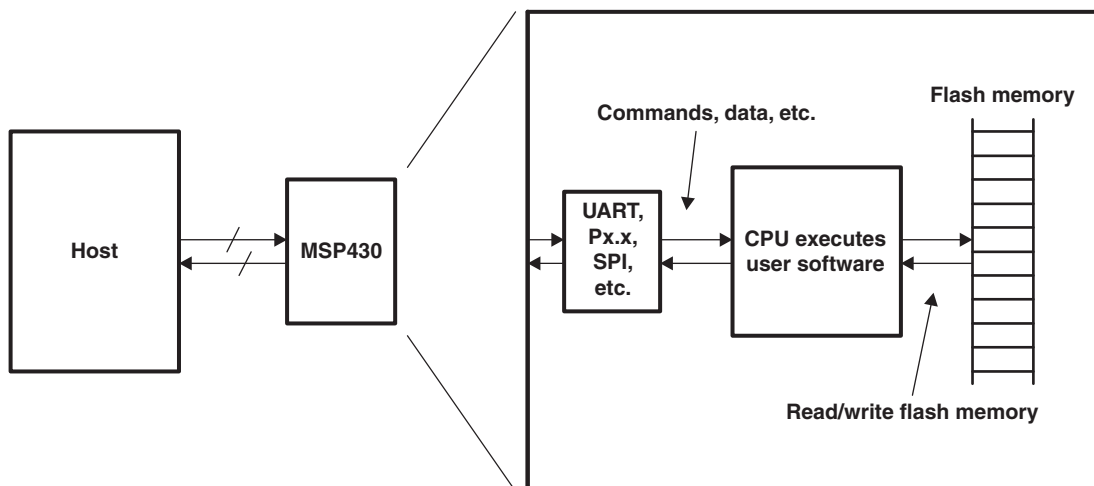 Flash memory
Commands, data, etc.
Host
MSP430
UART,
Px.x,
SPI,
etc.
CPU executes
user software
Read/write flash memory